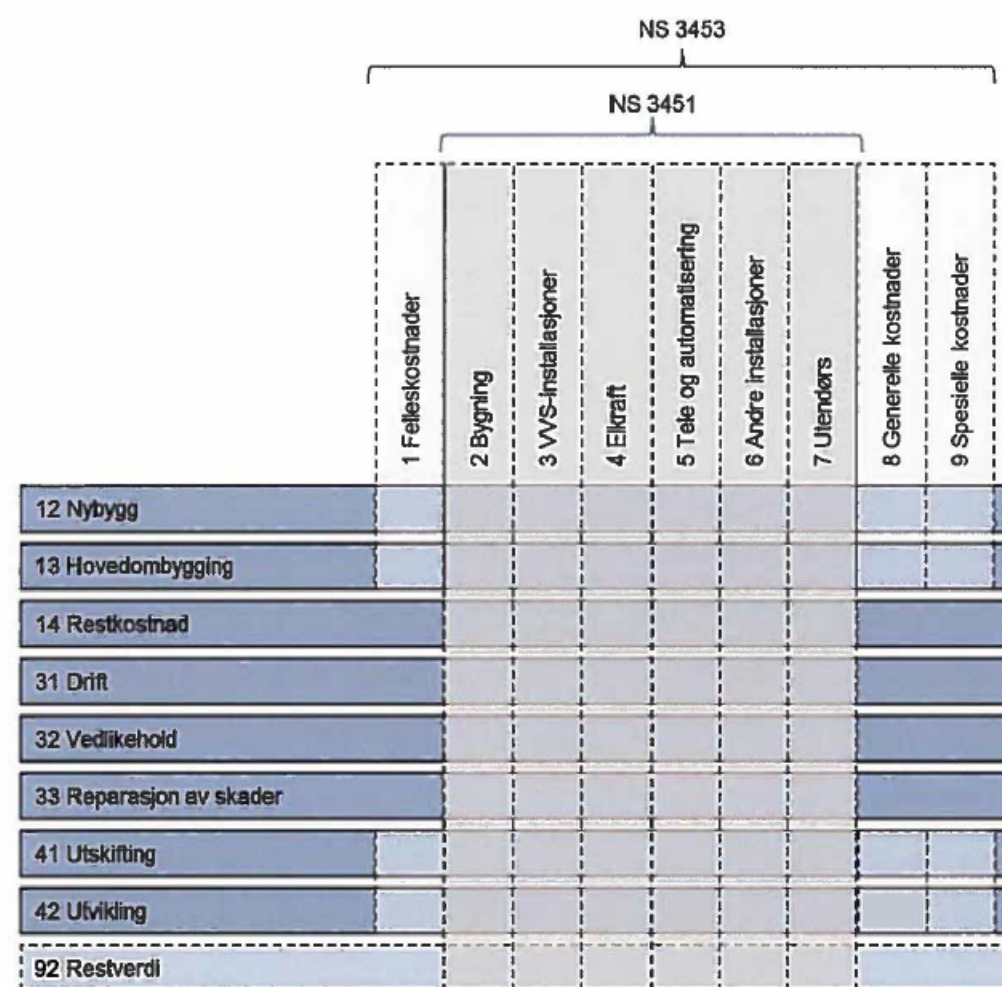 NS 3453
NS 3451
1 Felleskostnader
2 Bygning
3 VVS-installasjoner
4 Elkraft
5 Tele og automatisering
6 Andre installasjoner
7 Utendørs
8 Generelle kostnader
9 Spesielle kostnader
12 Nybygg
13 Hovedombygging
14 Restkostnad
31 Drift
32 Vedlikehold
33 Reparasjon av skader
41 Utskifting
42 Utvikling
92 Restverdi